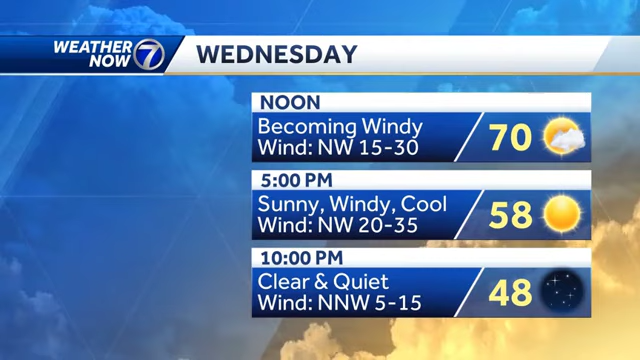 WEATHER
NOW 7
WEDNESDAY
NOON
Becoming Windy
Wind: NW 15-30
70
5:00 PM
Sunny, Windy, Cool
Wind: NW 20-35
58
10:00 PM
Clear & Quiet
Wind: NNW 5-15
48